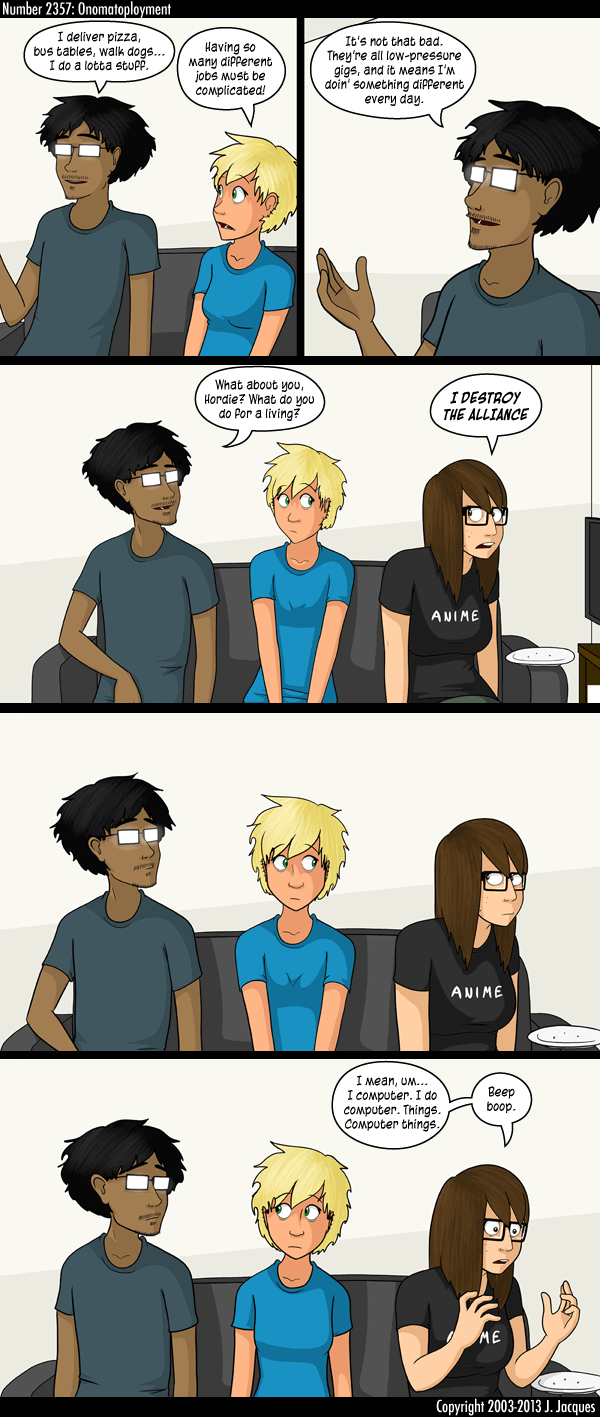 Number 2357: Onomatoployment
I deliver pizza,
bus tables, walk dogs...
I do a lotta stuff.
Having so
many different
jobs must be
complicated!
It's not that bad.
They're all low-pressure
gigs, and it means I'm
doin' something different
every day.
What about you,
Hordie? What do you
do for a living?
I DESTROY
THE ALLIANCE
ANIME
ANIME
I mean, um...
I computer. I do
computer. Things.
Computer things.
Beep
boop.
A ME
Copyright 2003-2013 J. Jacques